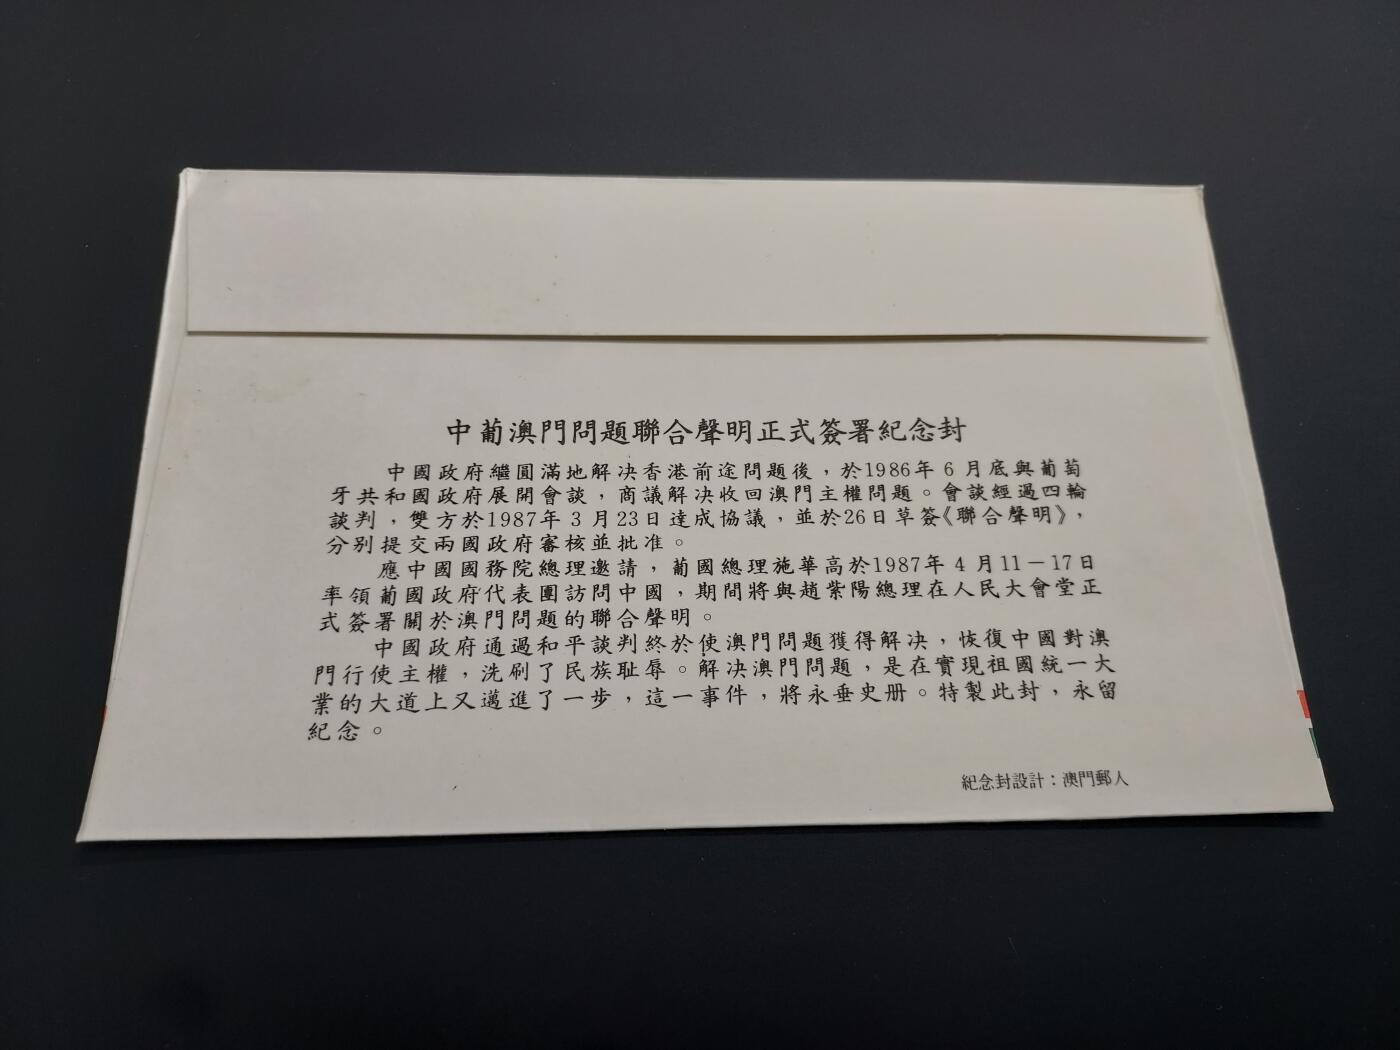 中葡澳門問題聯合聲明正式簽署紀念封
中國政府繼圓滿地解决香港前途問題後，於1986年6月底與葡萄
牙共和國政府展開會談，商議解决收回澳門主權問題。會談經過四輪
談判，雙方於1987年3月23日達成協議，並於26日草簽《聯合聲明》，
分別提交兩國政府審核並批准。
應中國國務院總理邀請，葡國總理施華高於1987年4月11－17日
率領葡國政府代表團訪問中國，期間將與趙紫陽總理在人民大會堂正
式簽署關於澳門問題的聯合聲明。
中國政府通過和平談判終於使澳門問題獲得解决，恢復中國對澳
門行使主權，洗刷了民族耻辱。解决澳門問題，是在實現祖國統一大
業的大道上又邁進了一步，這一事件，將永垂史册。特製此封，永留
紀念。
紀念封設計：澳門郵人